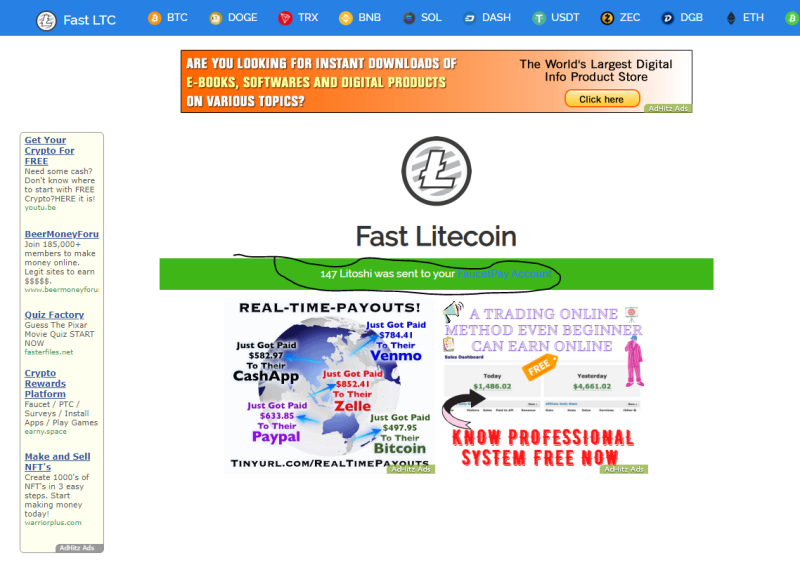 Fast LTC BTC DOGE TRX BNB SOL DASH USDT ZEC DGB ETH
ARE YOU LOOKING FOR INSTANT DOWNLOADS OF
E-BOOKS, SOFTWARES AND DIGITAL PRODUCTS
ON VARIOUS TOPICS?
The World's Largest Digital
Info Product Store
Click here
AdHitz Ads
Get Your
Crypto For
FREE
Need some cash?
Don't know where
to start with FREE
Crypto?HERE it is!
youtu.be
BeerMoneyForu
Join 185,000+
members to make
money online.
Legit sites to earn
$$$$$.
www.beermoneyforu
Quiz Factory
Guess The Pixar
Movie Quiz START
NOW
fasterfiles.net
Crypto
Rewards
Platform
Faucet / PTC /
Surveys / Install
Apps / Play Games
earny.space
Make and Sell
NFT's
Create 1000's of
NFT's in 3 easy
steps. Start
making money
today!
warriorplus.com
AdHitz Ads
Fast Litecoin
147 Litoshi was sent to your FaucetPay Account
REAL-TIME-PAYOUTS!
Just Got Paid
$784.41
To Their
Venmo
Just Got Paid
$582.97
To Their
CashApp
Just Got Paid
$852.41
To Their
Zelle
Just Got Paid
$633.85
To Their
Paypal
Just Got Paid
$497.95
To Their
Bitcoin
Tinyurl.com/RealTimePayouts
AdHitz Ads
A TRADING ONLINE
METHOD EVEN BEGINNER
CAN EARN ONLINE
Sales Dashboard
FREE
Today
$1,486.02
Yesterday
$4,661.02
KNOW PROFESSIONAL
SYSTEM FREE NOW
AdHitz Ads